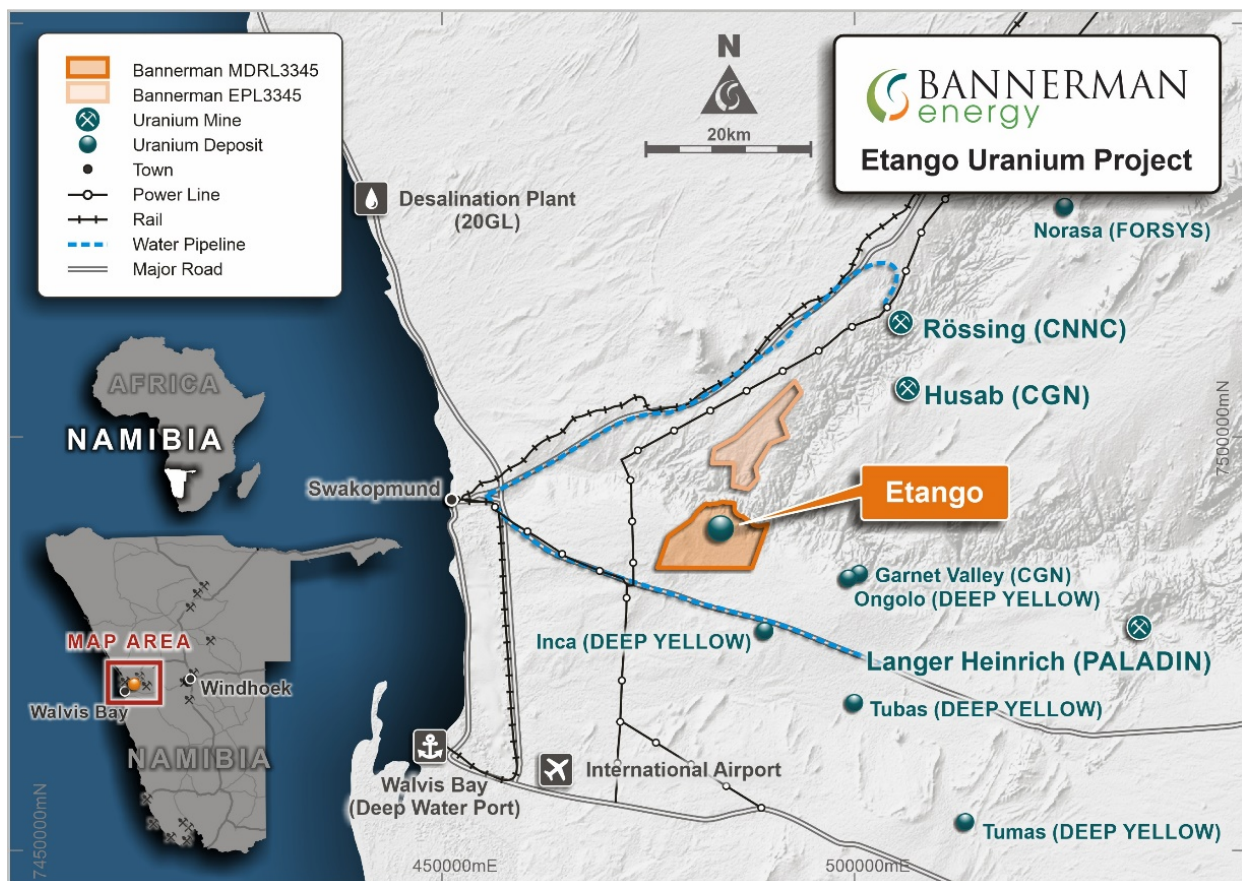 Bannerman MDRL3345
Bannerman EPL3345
Uranium Mine
Uranium Deposit
Town
Power Line
Rail
Water Pipeline
Major Road
N
20km
BANNERMAN
energy
Etango Uranium Project
Desalination Plant
(20GL)
Norasa (FORSYS)
Rössing (CNNC)
Husab (CGN)
7500000mN
AFRICA
NAMIBIA
Swakopmund
Etango
Garnet Valley (CGN)
Ongolo (DEEP YELLOW)
Inca (DEEP YELLOW)
Langer Heinrich (PALADIN)
Tubas (DEEP YELLOW)
MAP AREA
Windhoek
Walvis Bay
NAMIBIA
International Airport
Walvis Bay
(Deep Water Port)
Tumas (DEEP YELLOW)
7450000mN
450000mE
500000mE